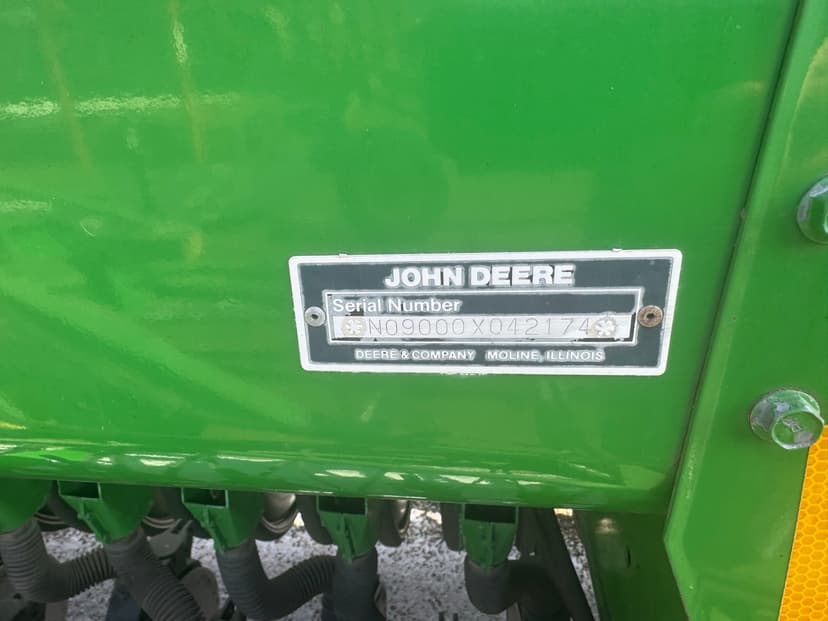 JOHN DEERE
Serial Number
N09000X042174
DEERE & COMPANY MOLINE, ILLINOIS